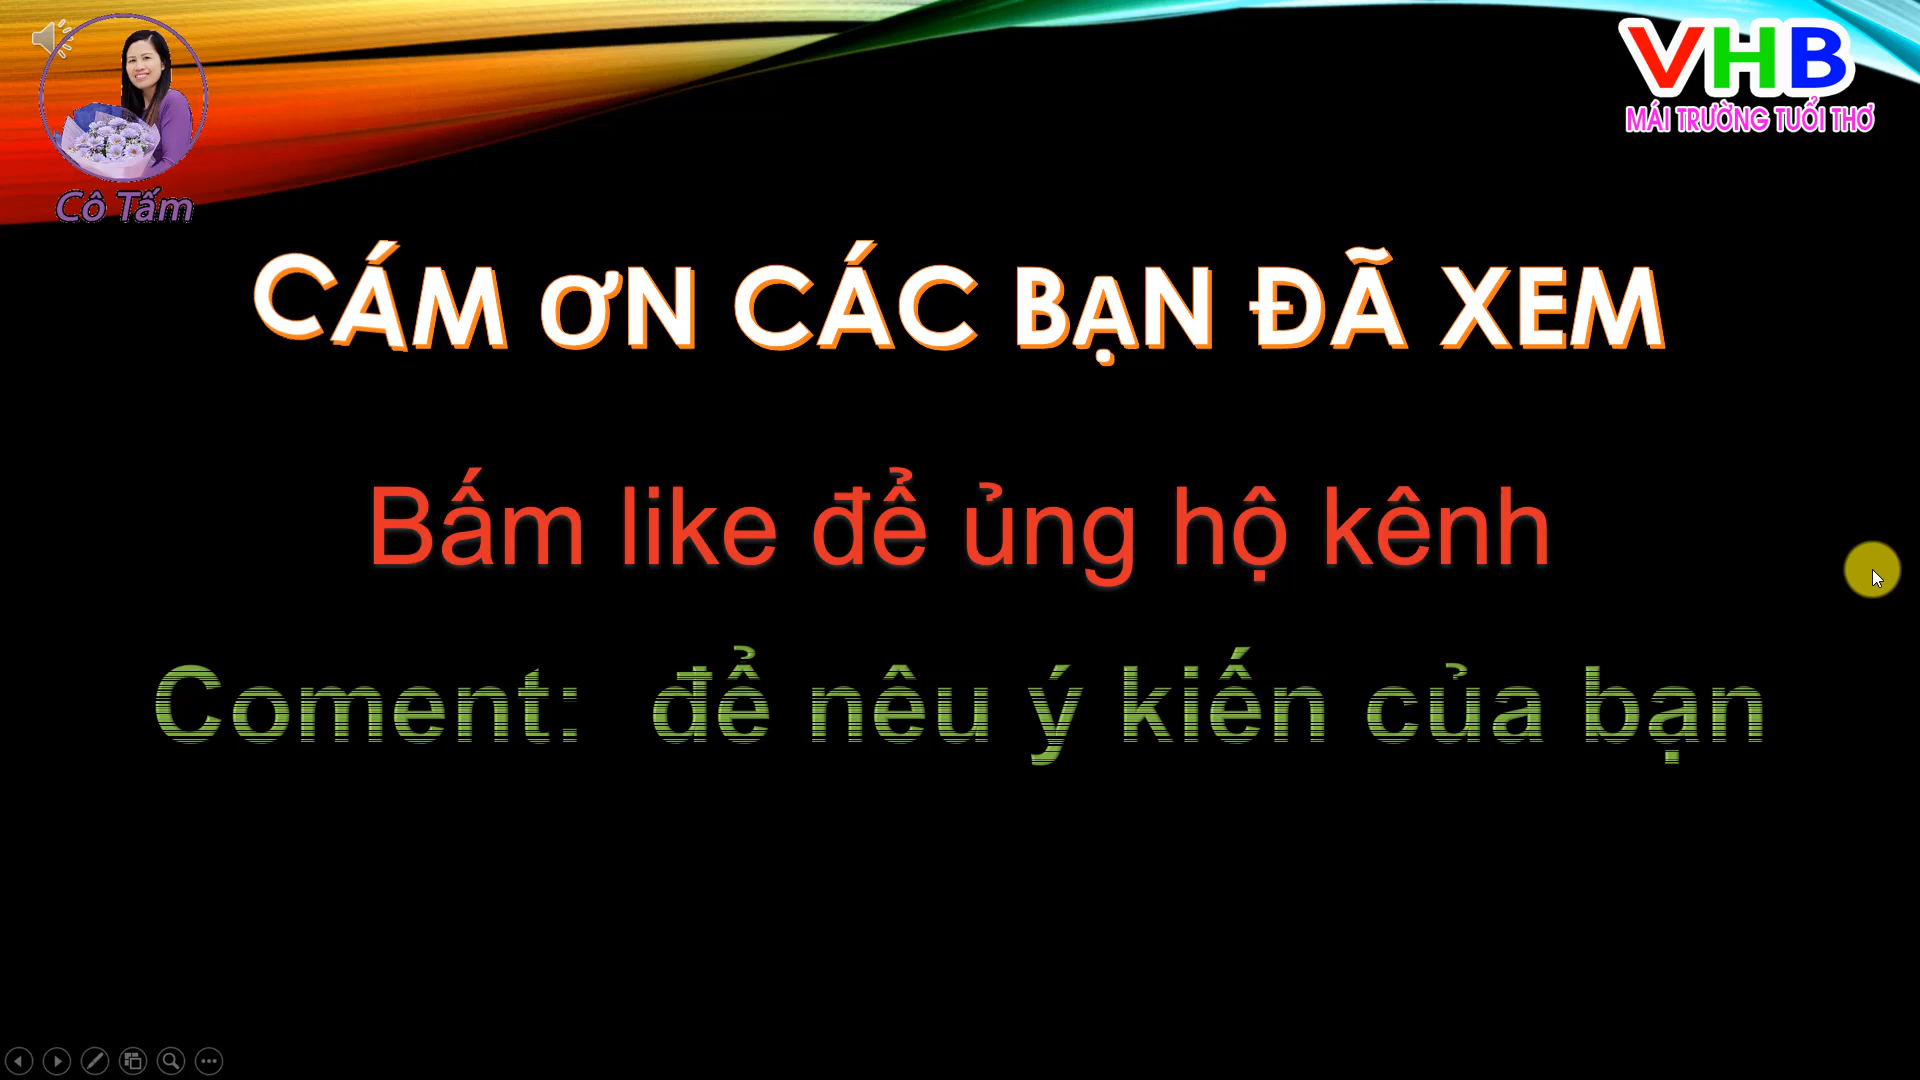 VHB
MÁI TRƯỜNG TUỔI THƠ
Cô Tấm
CÁM ƠN CÁC BẠN ĐÃ XEM
Bấm like để ủng hộ kênh
Coment: để nêu ý kiến của bạn